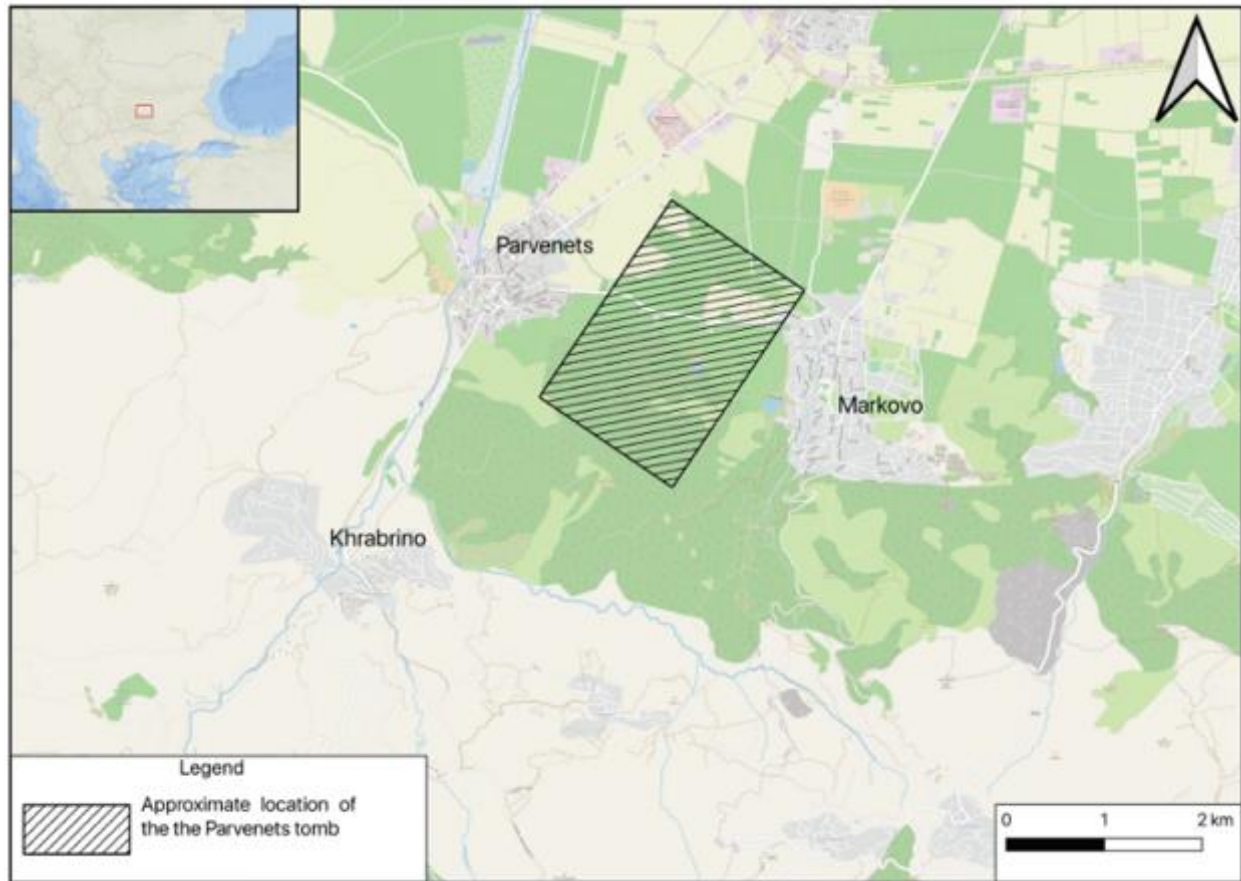 Parvenets
Markovo
Khrabrino
Legend
Approximate location of
the the Parvenets tomb
0 1 2 km